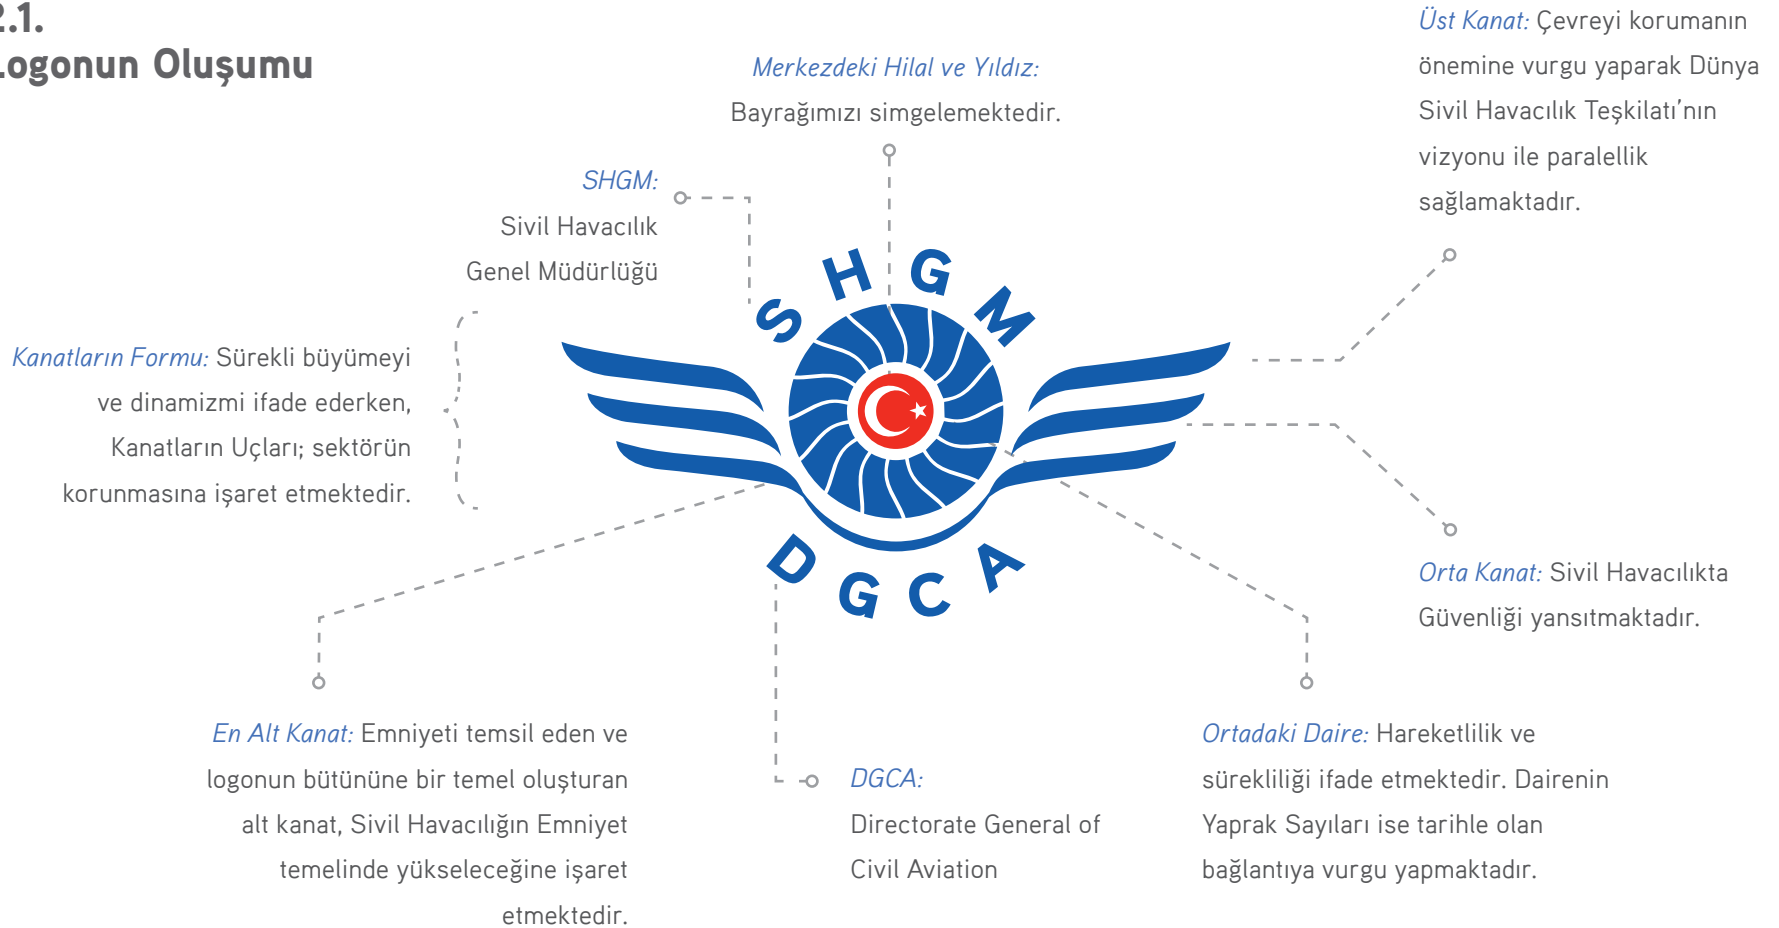 2.1.
Logonun Oluşumu
Merkezdeki Hilal ve Yıldız:
Bayrağımızı simgelemektedir.
Üst Kanat: Çevreyi korumanın
önemine vurgu yaparak Dünya
Sivil Havacılık Teşkilatı’nın
vizyonu ile paralellik
sağlamaktadır.
SHGM:
Sivil Havacılık
Genel Müdürlüğü
Kanatların Formu: Sürekli büyümeyi
ve dinamizmi ifade ederken,
Kanatların Uçları; sektörün
korunmasına işaret etmektedir.
SHGM
DGCA
Orta Kanat: Sivil Havacılıkta
Güvenliği yansıtmaktadır.
En Alt Kanat: Emniyeti temsil eden ve
logonun bütününe bir temel oluşturan
alt kanat, Sivil Havacılığın Emniyet
temelinde yükseleceğine işaret
etmektedir.
DGCA:
Directorate General of
Civil Aviation
Ortadaki Daire: Hareketlilik ve
sürekliliği ifade etmektedir. Dairenin
Yaprak Sayıları ise tarihle olan
bağlantıya vurgu yapmaktadır.